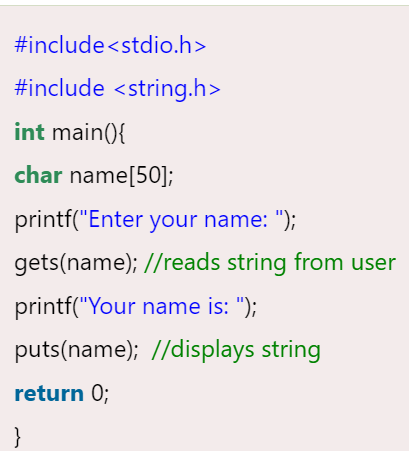 #include<stdio.h>
#include <string.h>
int main(){
char name[50];
printf("Enter your name: ");
gets(name); //reads string from user
printf("Your name is: ");
puts(name);  //displays string
return 0;
}